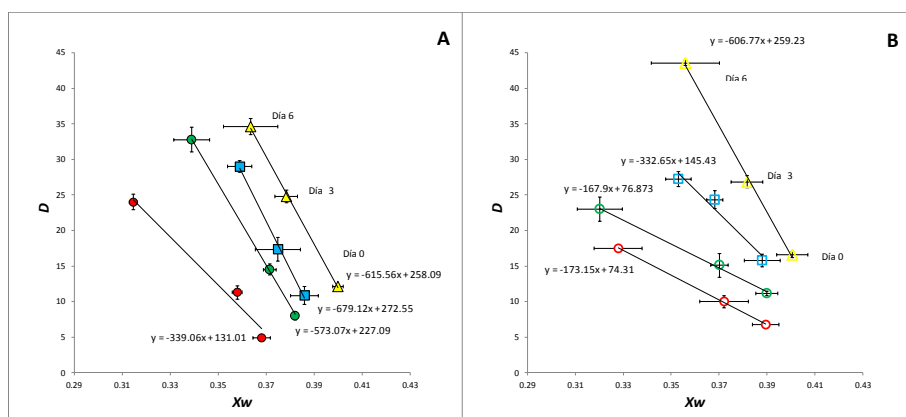 A
45
40
35
30
25
20
15
10
5
0
D
0.29
0.31
0.33
0.35
0.37
0.39
0.41
0.43
Xw
Día 6
Día 3
Día 0
y = -615.56x+258.09
y = -679.12x+272.55
y = -573.07x+227.09
y = -339.06x+131.01
B
45
40
35
30
25
20
15
10
5
0
D
0.29
0.31
0.33
0.35
0.37
0.39
0.41
0.43
Xw
y = -606.77x+259.23
Día 6
y = -332.65x+145.43
Día 3
y = -167.9x+76.873
Día 0
y = -173.15x+74.31